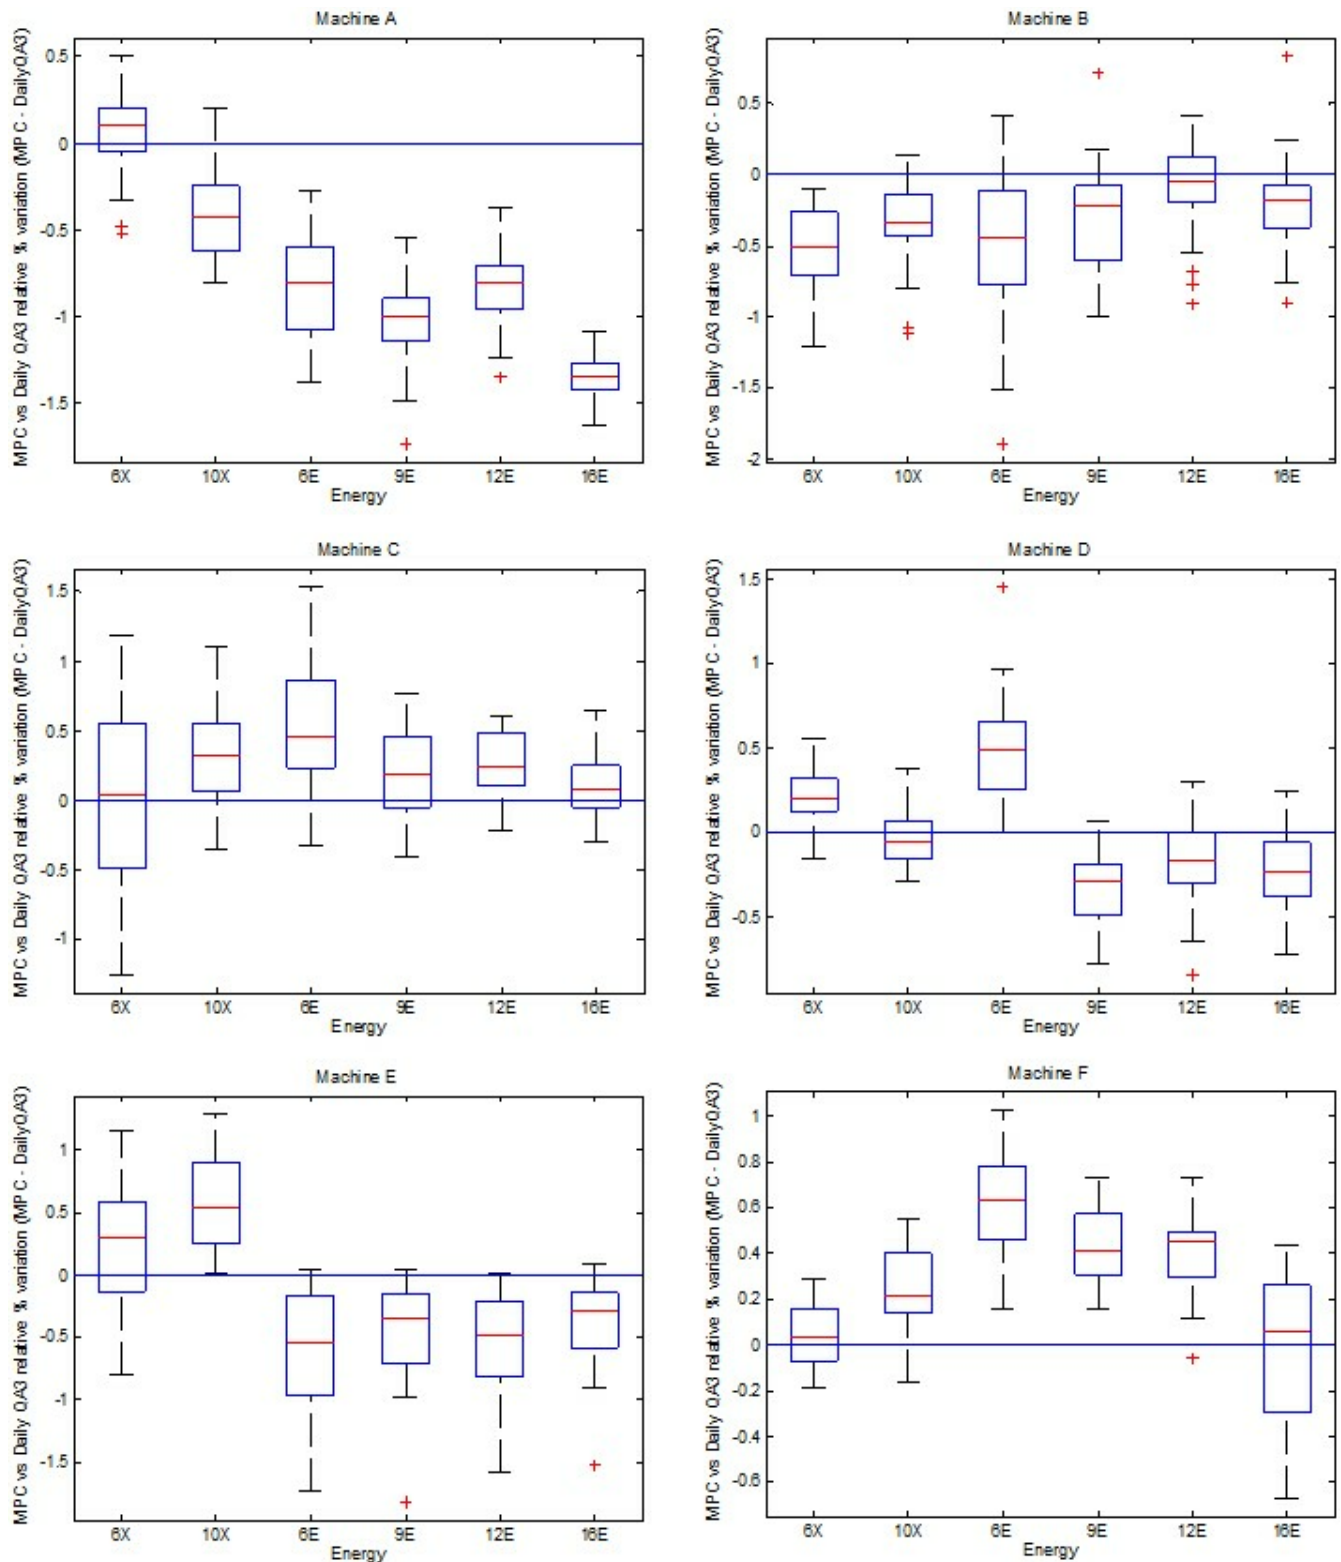 Machine A
MPC vs Daily QA3 relative % variation (MPC - DailyQA3)
0.5
0
-0.5
-1
-1.5
6X 10X 6E 9E 12E 16E
Energy
Machine B
MPC vs Daily QA3 relative % variation (MPC - DailyQA3)
0.5
0
-0.5
-1
-1.5
-2
6X 10X 6E 9E 12E 16E
Energy
Machine C
MPC vs Daily QA3 relative % variation (MPC - DailyQA3)
1.5
1
0.5
0
-0.5
-1
6X 10X 6E 9E 12E 16E
Energy
Machine D
MPC vs Daily QA3 relative % variation (MPC - DailyQA3)
1.5
1
0.5
0
-0.5
6X 10X 6E 9E 12E 16E
Energy
Machine E
MPC vs Daily QA3 relative % variation (MPC - DailyQA3)
1
0.5
0
-0.5
-1
-1.5
6X 10X 6E 9E 12E 16E
Energy
Machine F
MPC vs Daily QA3 relative % variation (MPC - DailyQA3)
1
0.8
0.6
0.4
0.2
0
-0.2
-0.4
-0.6
6X 10X 6E 9E 12E 16E
Energy